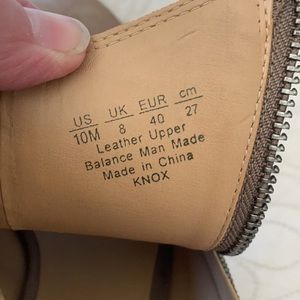 US UK EUR cm
10M 8 40 27
Leather Upper
Balance Man Made
Made in China
KNOX